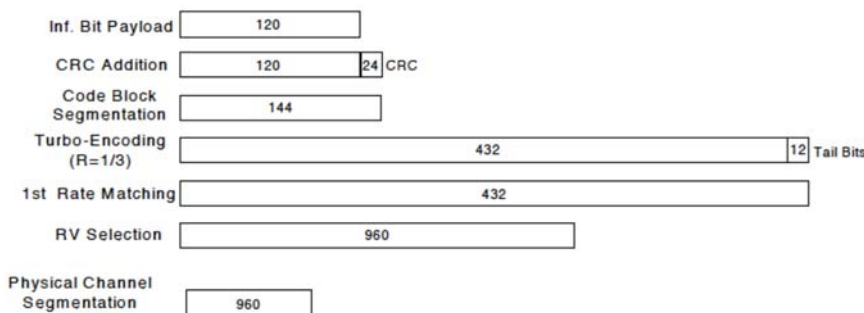 Inf. Bit Payload 120
CRC Addition 120 24 CRC
Code Block
Segmentation 144
Turbo-Encoding
(R=1/3) 432 12 Tail Bits
1st Rate Matching 432
RV Selection 960
Physical Channel
Segmentation 960